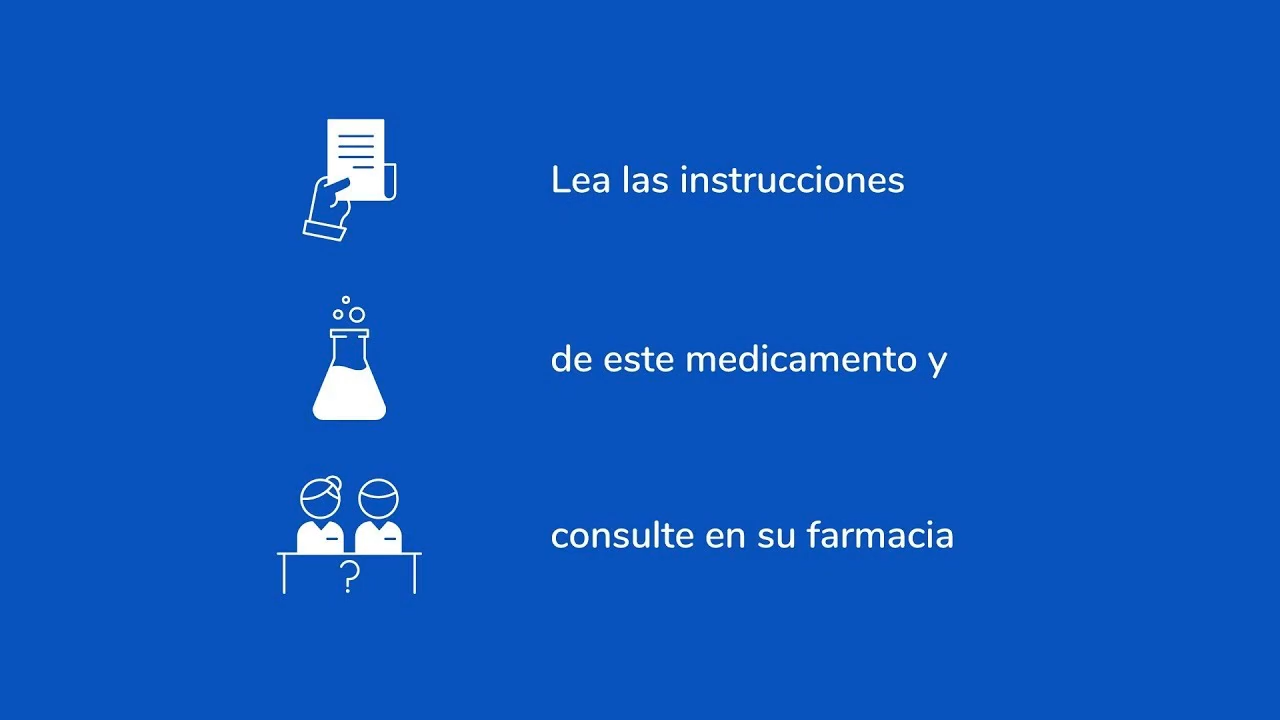 Lea las instrucciones
de este medicamento y
consulte en su farmacia
?